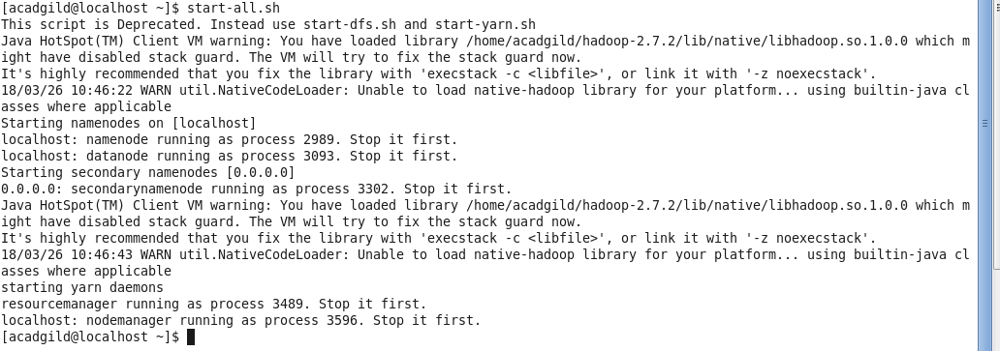 [acadgild@localhost ~]$ start-all.sh
This script is Deprecated. Instead use start-dfs.sh and start-yarn.sh
Java HotSpot(TM) Client VM warning: You have loaded library /home/acadgild/hadoop-2.7.2/lib/native/libhadoop.so.1.0.0 which m
ight have disabled stack guard. The VM will try to fix the stack guard now.
It's highly recommended that you fix the library with 'execstack -c <libfile>', or link it with '-z noexecstack'.
18/03/26 10:46:22 WARN util.NativeCodeLoader: Unable to load native-hadoop library for your platform... using builtin-java cl
asses where applicable
Starting namenodes on [localhost]
localhost: namenode running as process 2989. Stop it first.
localhost: datanode running as process 3093. Stop it first.
Starting secondary namenodes [0.0.0.0]
0.0.0.0: secondarynamenode running as process 3302. Stop it first.
Java HotSpot(TM) Client VM warning: You have loaded library /home/acadgild/hadoop-2.7.2/lib/native/libhadoop.so.1.0.0 which m
ight have disabled stack guard. The VM will try to fix the stack guard now.
It's highly recommended that you fix the library with 'execstack -c <libfile>', or link it with '-z noexecstack'.
18/03/26 10:46:43 WARN util.NativeCodeLoader: Unable to load native-hadoop library for your platform... using builtin-java cl
asses where applicable
starting yarn daemons
resourcemanager running as process 3489. Stop it first.
localhost: nodemanager running as process 3596. Stop it first.
[acadgild@localhost ~]$